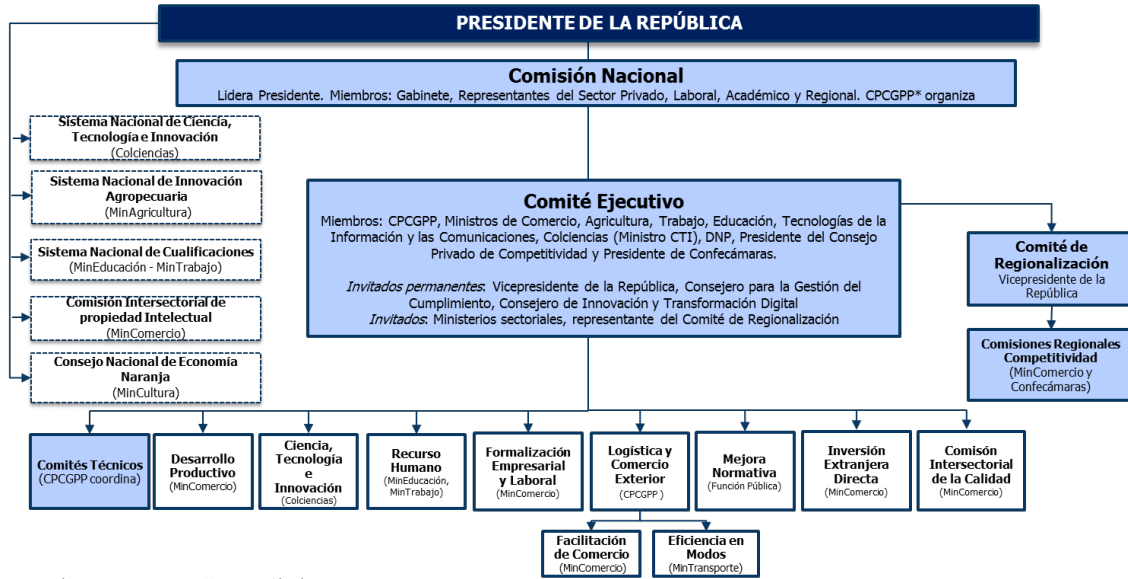 PRESIDENTE DE LA REPÚBLICA
Comisión Nacional
Lidera Presidente. Miembros: Gabinete, Representantes del Sector Privado, Laboral, Académico y Regional. CPCGPP* organiza
Sistema Nacional de Ciencia,
Tecnología e Innovación
(Colciencias)
Sistema Nacional de Innovación
Agropecuaria
(MinAgricultura)
Sistema Nacional de Cualificaciones
(MinEducación - MinTrabajo)
Comisión Intersectorial de
propiedad Intelectual
(MinComercio)
Consejo Nacional de Economía
Naranja
(MinCultura)
Comité Ejecutivo
Miembros: CPCGPP, Ministros de Comercio, Agricultura, Trabajo, Educación, Tecnologías de la
Información y las Comunicaciones, Colciencias (Ministro CTI), DNP, Presidente del Consejo
Privado de Competitividad y Presidente de Confecámaras.
Invitados permanentes: Vicepresidente de la República, Consejero para la Gestión del
Cumplimiento, Consejero de Innovación y Transformación Digital
Invitados: Ministerios sectoriales, representante del Comité de Regionalización
Comité de
Regionalización
Vicepresidente de la
República
Comisiones Regionales
Competitividad
(MinComercio y
Confecámaras)
Comités Técnicos
(CPCGPP coordina)
Desarrollo
Productivo
(MinComercio)
Ciencia,
Tecnología
e
Innovación
(Colciencias)
Recurso
Humano
(MinEducación,
MinTrabajo)
Formalización
Empresarial
y Laboral
(MinComercio)
Logística y
Comercio
Exterior
(CPCGPP)
Mejora
Normativa
(Función Pública)
Inversión
Extranjera
Directa
(MinComercio)
Comisón
Intersectorial
de la Calidad
(MinComercio)
Facilitación
de Comercio
(MinComercio)
Eficiencia en
Modos
(MinTransporte)